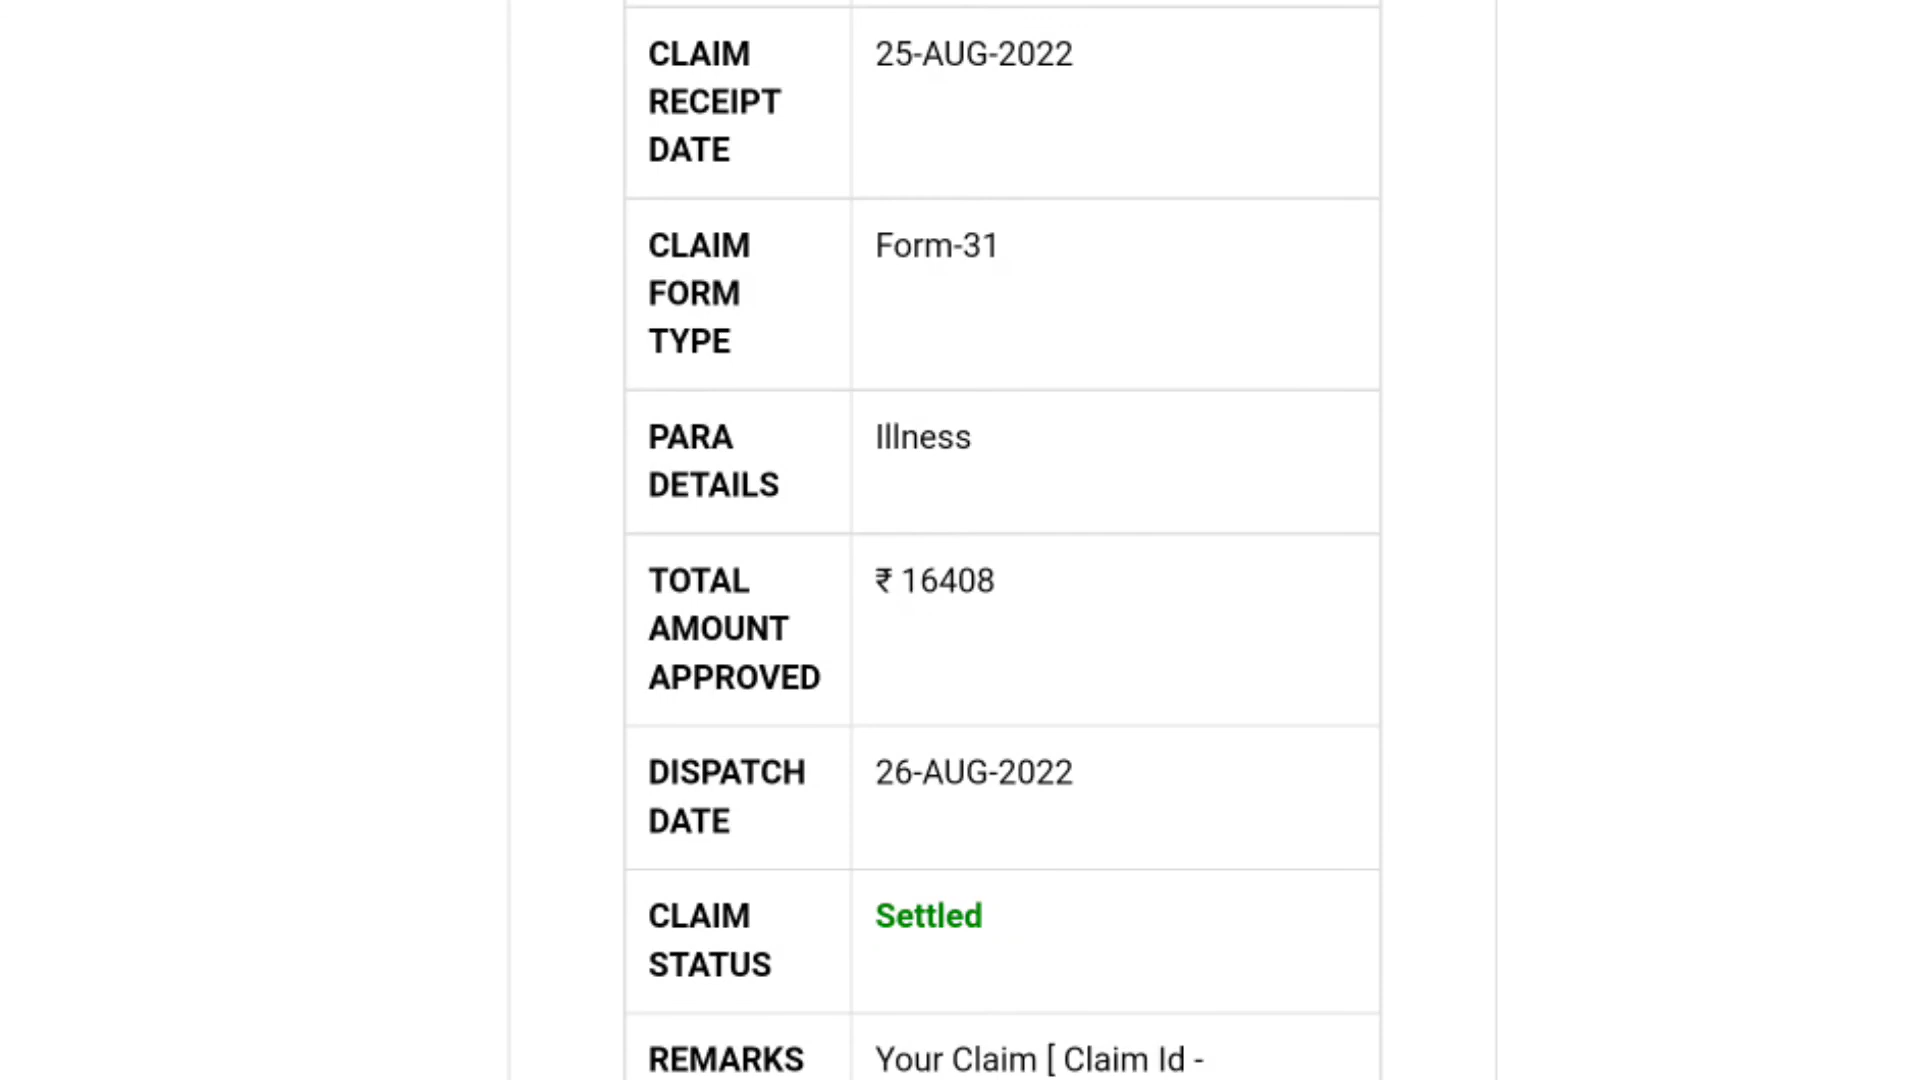 CLAIM RECEIPT DATE 25-AUG-2022
CLAIM FORM TYPE Form-31
PARA DETAILS Illness
TOTAL AMOUNT APPROVED ₹ 16408
DISPATCH DATE 26-AUG-2022
CLAIM STATUS Settled
REMARKS Your Claim [ Claim Id -